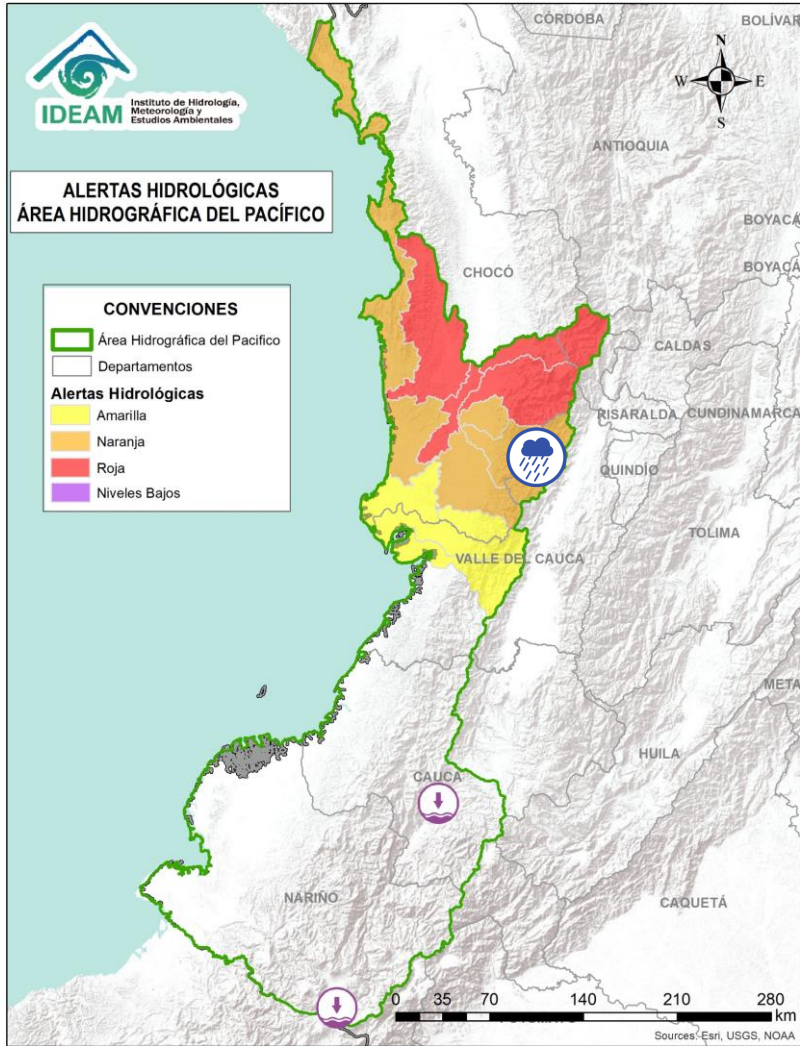 CÓRDOBA
BOLÍVAR
N
W
E
S
IDEAM
Instituto de Hidrología,
Meteorología y
Estudios Ambientales
ANTIOQUIA
ALERTAS HIDROLÓGICAS
ÁREA HIDROGRÁFICA DEL PACÍFICO
BOYACÁ
BOYACÁ
CHOCÓ
CONVENCIONES
Área Hidrográfica del Pacifico
Departamentos
Alertas Hidrológicas
Amarilla
Naranja
Roja
Niveles Bajos
CALDAS
RISARALDA
CUNDINAMARCA
QUINDÍO
TOLIMA
VALLE DEL CAUCA
META
HUILA
CAUCA
NARIÑO
CAQUETÁ
0 35 70 140 210 280
km
Sources: Esri, USGS, NOAA